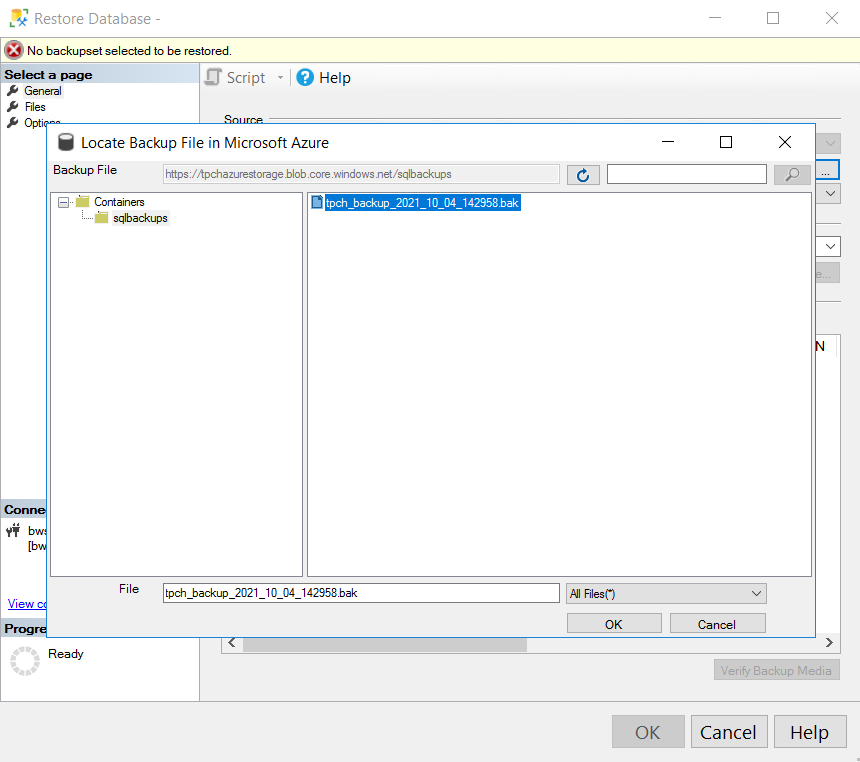 Restore Database -
No backupset selected to be restored.
Select a page
General
Files
Options
Script
Help
Source
Locate Backup File in Microsoft Azure
Backup File
https://tpchazurestorage.blob.core.windows.net/sqlbackups
...
Containers
sqlbackups
tpch_backup_2021_10_04_142958.bak
e...
N
Conne
bws
[bw
View co
File
tpch_backup_2021_10_04_142958.bak
All Files(*)
OK
Cancel
Progre
Ready
Verify Backup Media
OK
Cancel
Help